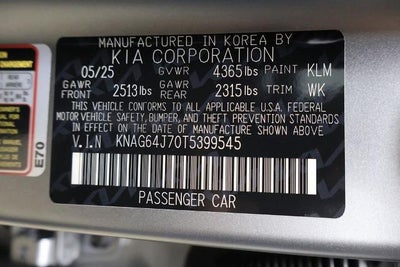 MANUFACTURED IN KOREA BY
KIA CORPORATION
05/25 GVWR 4365 lbs PAINT KLM
GAWR FRONT 2513 lbs GAWR REAR 2315 lbs TRIM WK
THIS VEHICLE CONFORMS TO ALL APPLICABLE U.S.A. FEDERAL
MOTOR VEHICLE SAFETY, BUMPER, AND THEFT PREVENTION STANDARDS
IN EFFECT ON THE DATE OF MANUFACTURE SHOWN ABOVE.
V.I.N KNAG64J70T5399545
PASSENGER CAR
E70